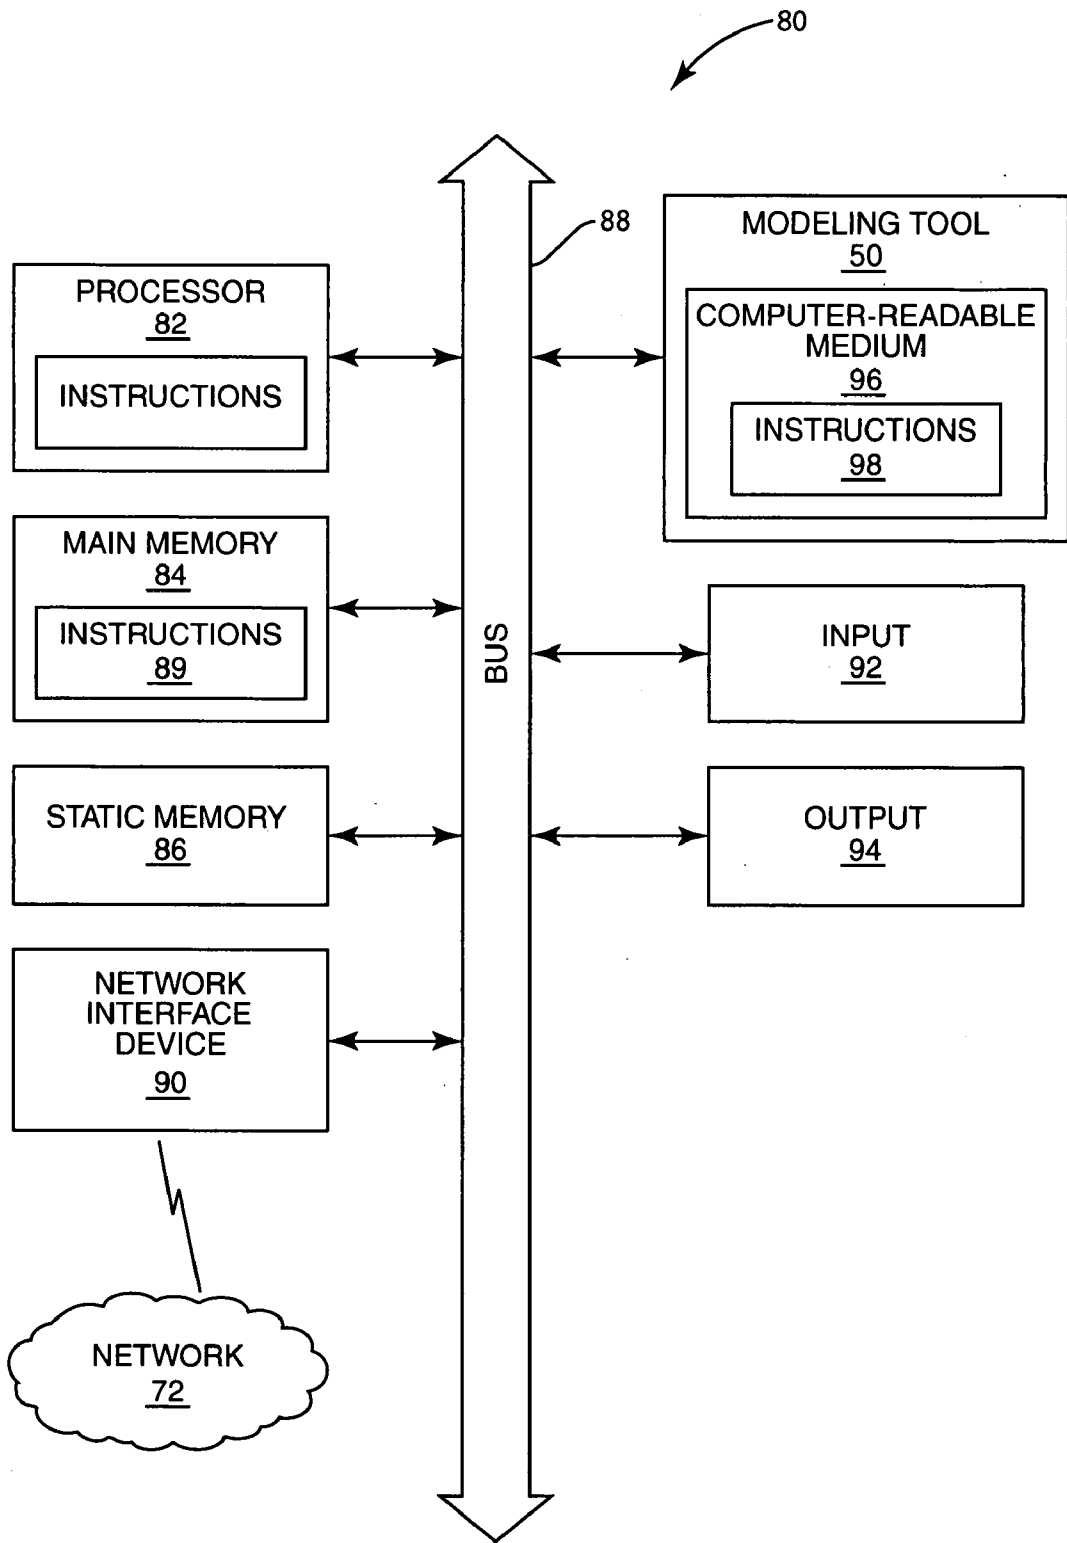 80
88
PROCESSOR
82
INSTRUCTIONS
MAIN MEMORY
84
INSTRUCTIONS
89
STATIC MEMORY
86
NETWORK
INTERFACE
DEVICE
90
NETWORK
72
BUS
MODELING TOOL
50
COMPUTER-READABLE
MEDIUM
96
INSTRUCTIONS
98
INPUT
92
OUTPUT
94